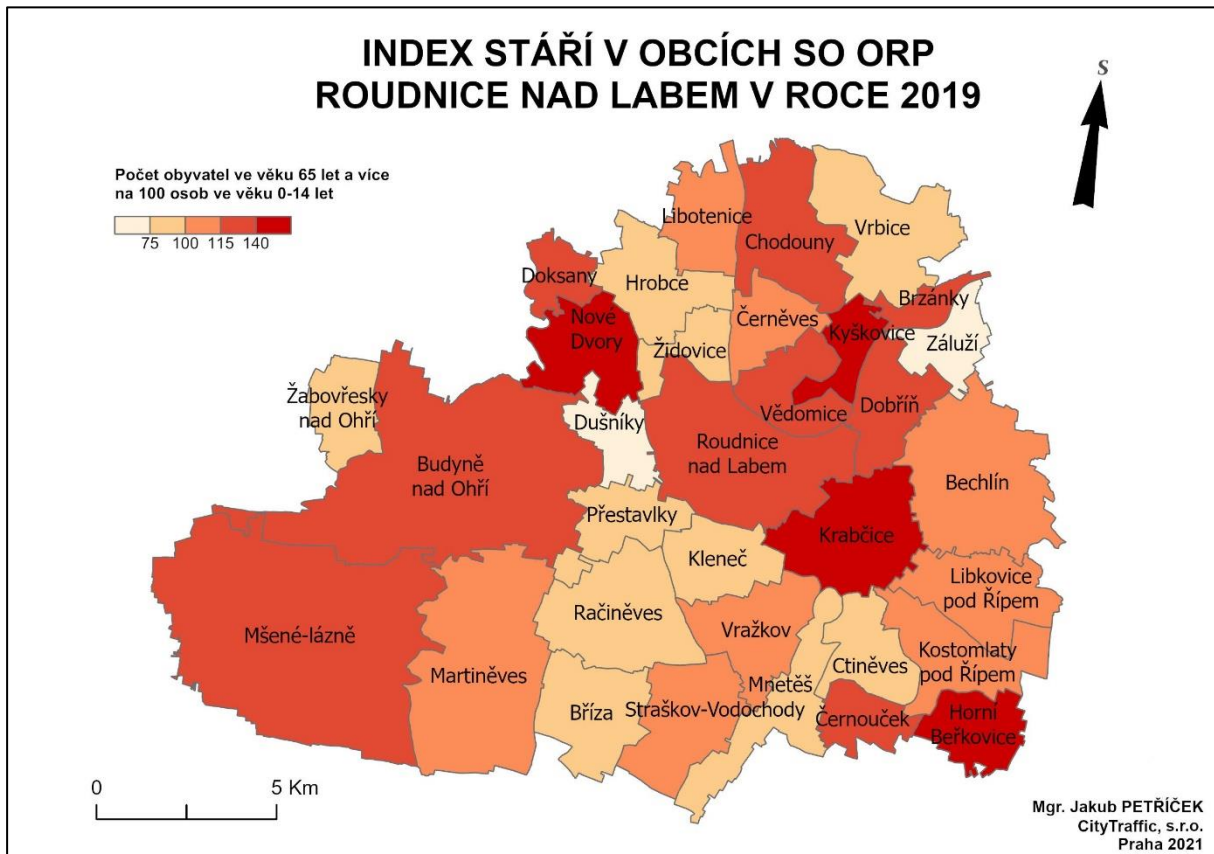 INDEX STÁŘÍ V OBCÍCH SO ORP
ROUDNICE NAD LABEM V ROCE 2019
S
Počet obyvatel ve věku 65 let a více
na 100 osob ve věku 0-14 let
75 100 115 140
Libotenice
Chodouny
Vrbice
Doksany
Hrobce
Brzánky
Nové
Dvory
Černěves
Kyškovice
Židovice
Záluží
Žabovřesky
nad Ohří
Dušníky
Vědomice
Dobříň
Roudnice
nad Labem
Budyně
nad Ohří
Bechlín
Přestavlky
Krabčice
Kleneč
Libkovice
pod Řípem
Račiněves
Vražkov
Mšené-lázně
Martiněves
Ctiněves
Kostomlaty
pod Řípem
Mnetěš
Bříza
Straškov-Vodochody
Černouček
Horní
Beřkovice
0 5 Km
Mgr. Jakub PETŘÍČEK
CityTraffic, s.r.o.
Praha 2021